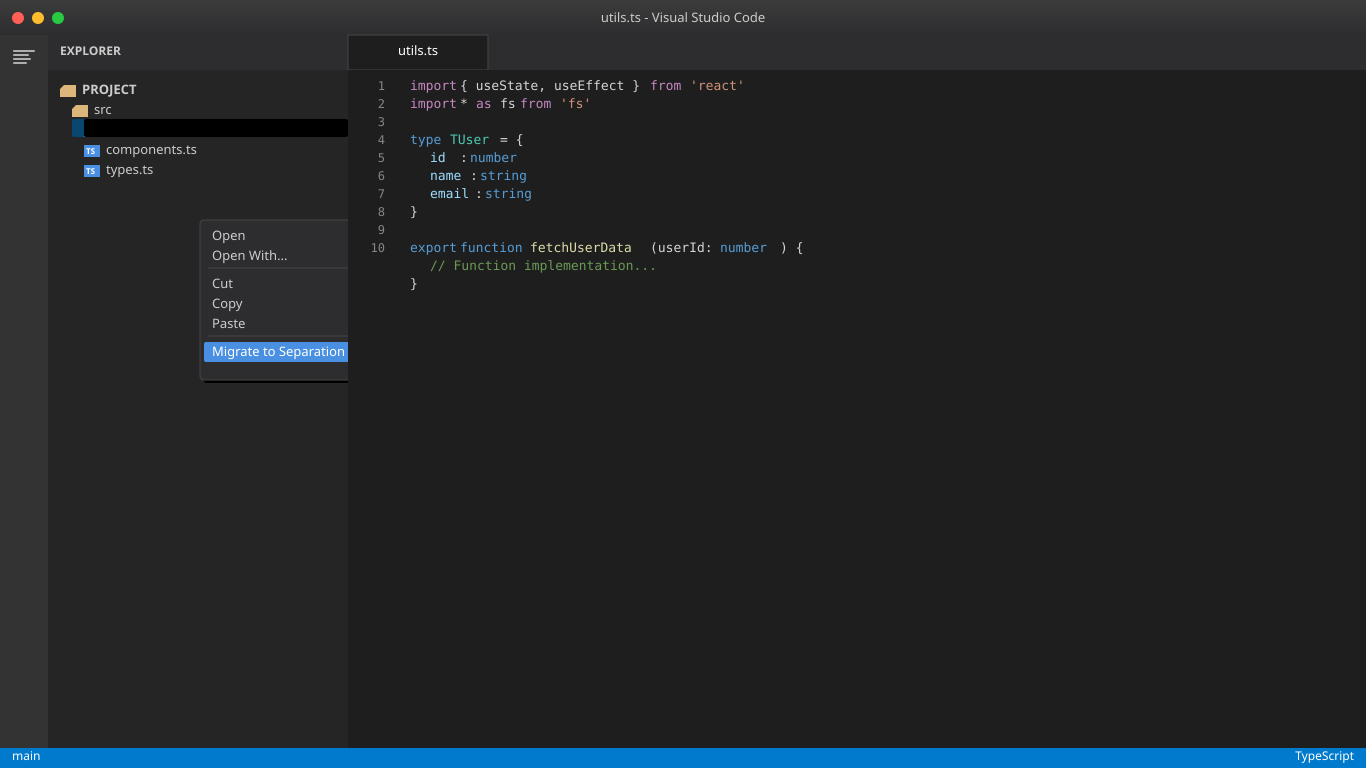 utils.ts - Visual Studio Code
EXPLORER
PROJECT
src
TS components.ts
TS types.ts
Open
Open With...
Cut
Copy
Paste
Migrate to Separation
utils.ts
1 import { useState, useEffect } from 'react'
2 import * as fs from 'fs'
3
4 type TUser = {
5 id : number
6 name : string
7 email : string
8 }
9
10 export function fetchUserData (userId: number ) {
// Function implementation...
}
main
TypeScript